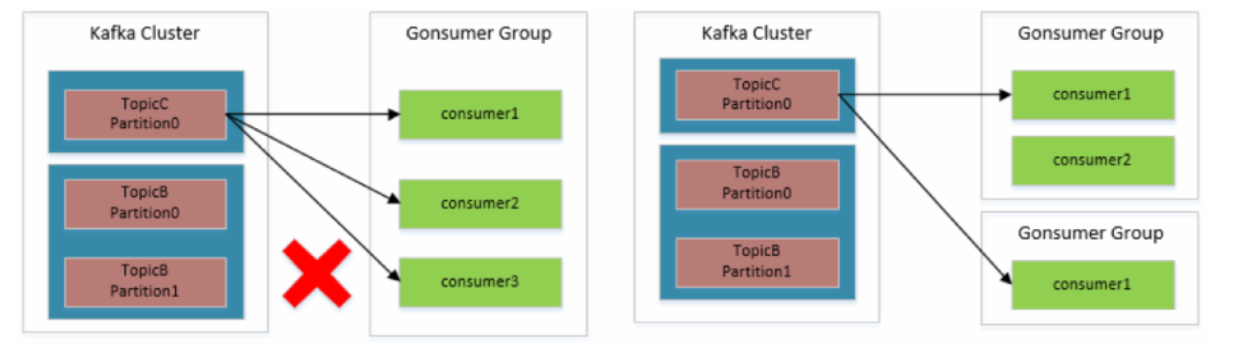 Kafka Cluster
TopicC
Partition0
TopicB
Partition0
TopicB
Partition1
Gonsumer Group
consumer1
consumer2
consumer3
Kafka Cluster
TopicC
Partition0
TopicB
Partition0
TopicB
Partition1
Gonsumer Group
consumer1
consumer2
Gonsumer Group
consumer1